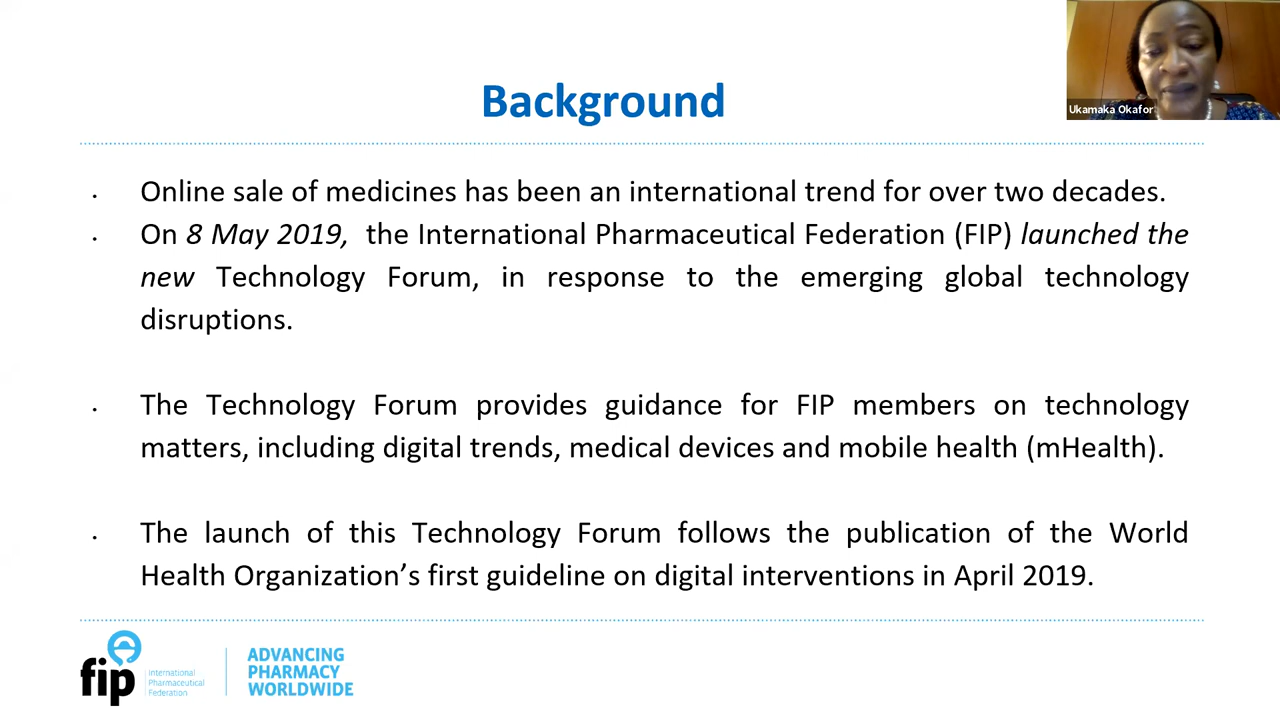 Background
Ukamaka Okafor
· Online sale of medicines has been an international trend for over two decades.
· On 8 May 2019, the International Pharmaceutical Federation (FIP) launched the
new Technology Forum, in response to the emerging global technology
disruptions.
· The Technology Forum provides guidance for FIP members on technology
matters, including digital trends, medical devices and mobile health (mHealth).
· The launch of this Technology Forum follows the publication of the World
Health Organization’s first guideline on digital interventions in April 2019.
fip
International
Pharmaceutical
Federation
ADVANCING
PHARMACY
WORLDWIDE